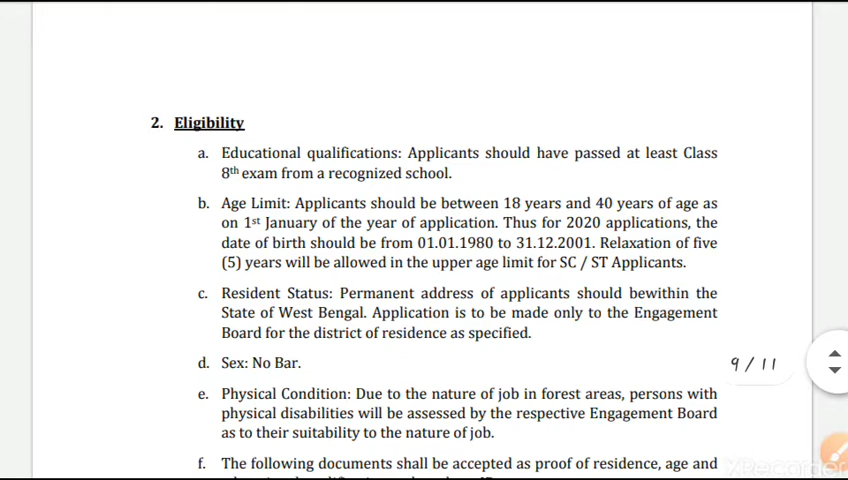 2. Eligibility
a. Educational qualifications: Applicants should have passed at least Class
8th exam from a recognized school.
b. Age Limit: Applicants should be between 18 years and 40 years of age as
on 1st January of the year of application. Thus for 2020 applications, the
date of birth should be from 01.01.1980 to 31.12.2001. Relaxation of five
(5) years will be allowed in the upper age limit for SC / ST Applicants.
c. Resident Status: Permanent address of applicants should bewithin the
State of West Bengal. Application is to be made only to the Engagement
Board for the district of residence as specified.
d. Sex: No Bar.
9 / 11
e. Physical Condition: Due to the nature of job in forest areas, persons with
physical disabilities will be assessed by the respective Engagement Board
as to their suitability to the nature of job.
f. The following documents shall be accepted as proof of residence, age and
XRecorder